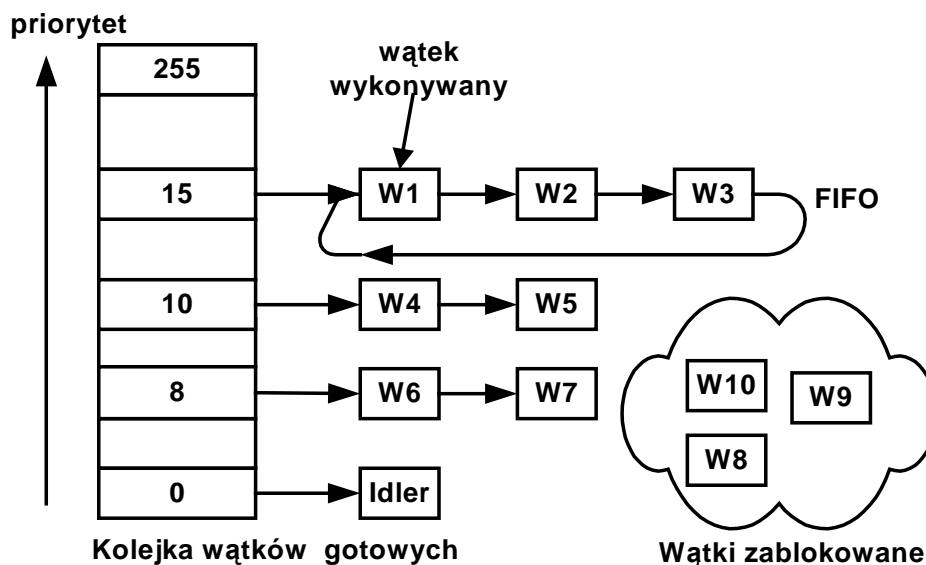 priorytet
255
wątek
wykonywany
15
W1
W2
W3
FIFO
10
W4
W5
8
W6
W7
W10
W9
W8
0
Idler
Kolejka wątków gotowych
Wątki zablokowane